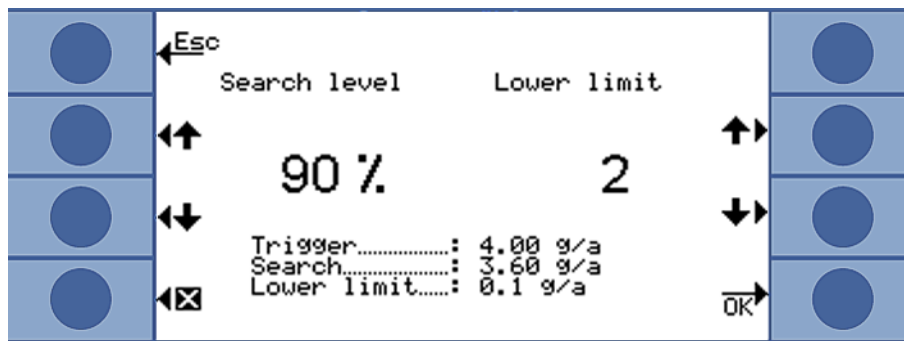 Esc
Search level Lower limit
90 % 2
Trigger................: 4.00 g/a
Search.................: 3.60 g/a
Lower limit.....: 0.1 g/a
OK